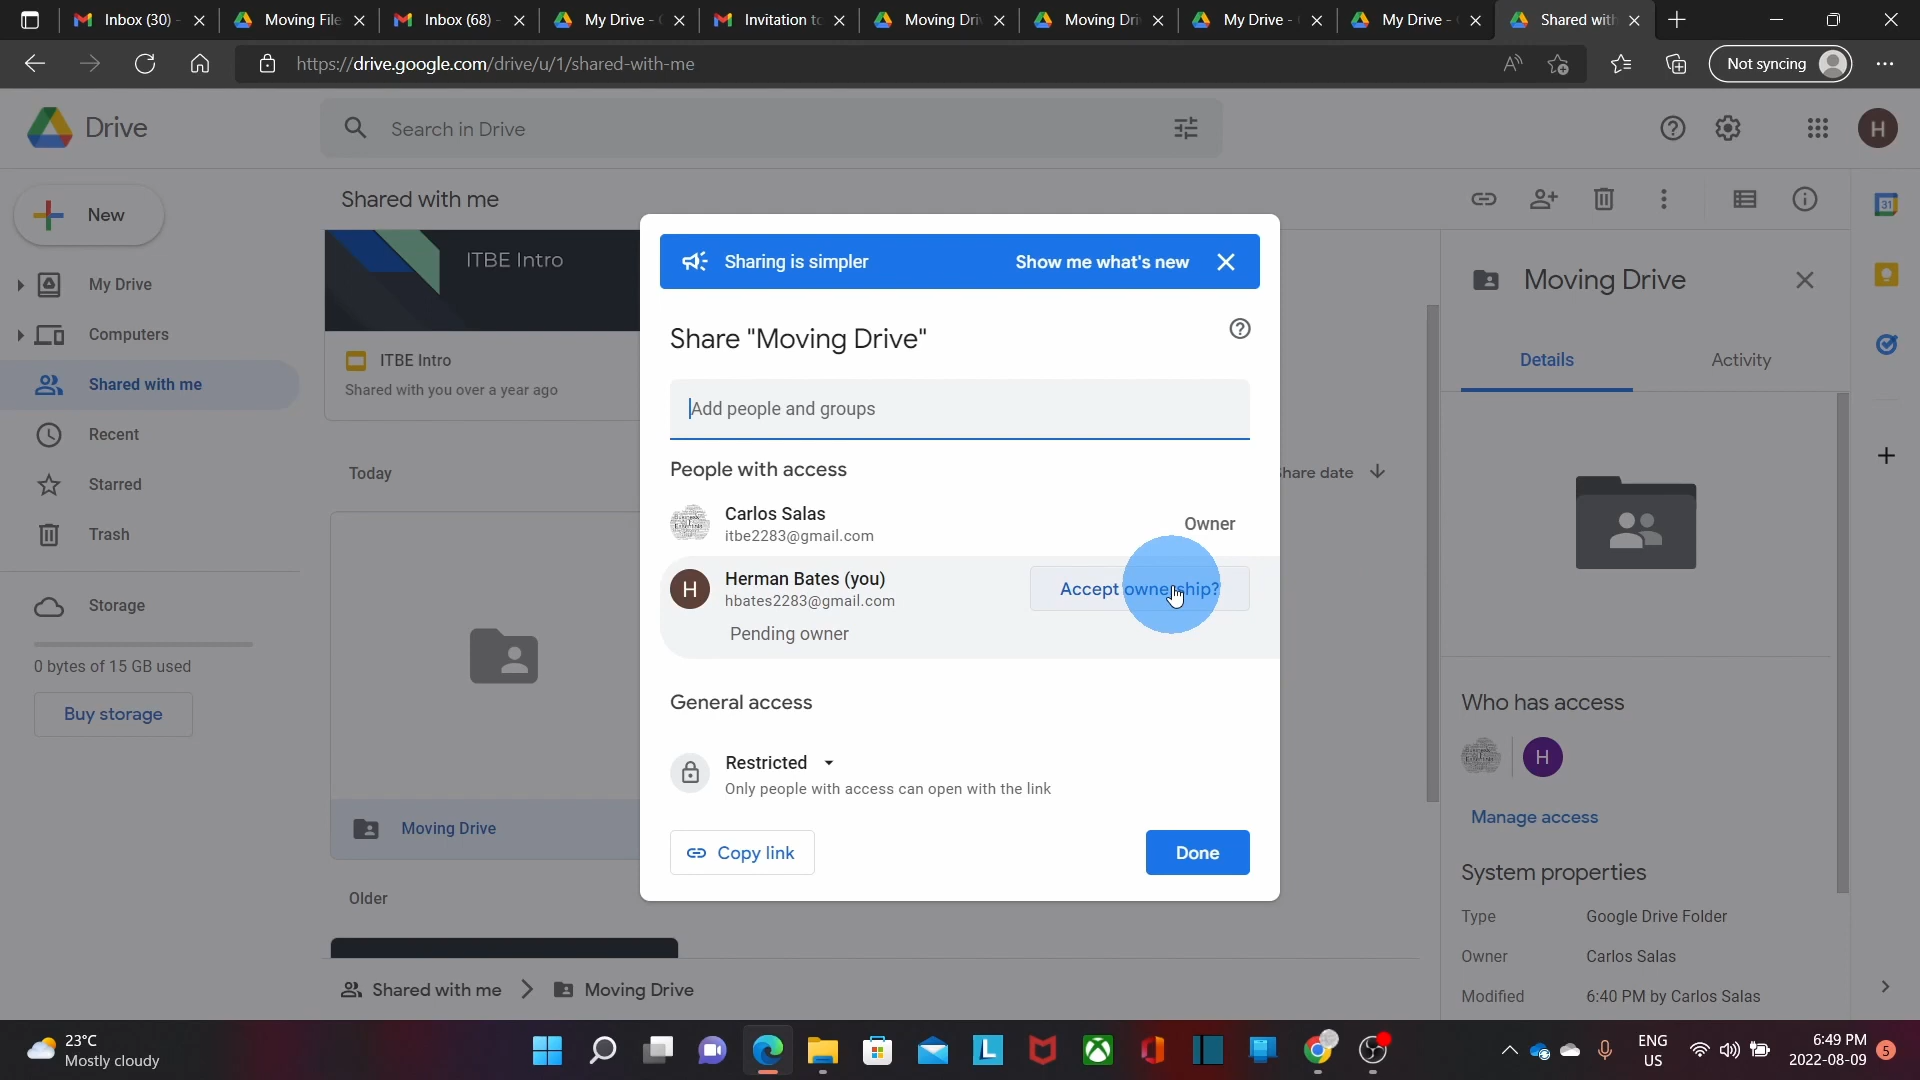 Inbox (30) -
Moving File
Inbox (68) -
My Drive -
Invitation to
Moving Dri
Moving Dri
My Drive -
My Drive -
Shared with
https://drive.google.com/drive/u/1/shared-with-me
Not syncing
Drive
Search in Drive
H
New
Shared with me
31
My Drive
Computers
Shared with me
Recent
Starred
Trash
Storage
0 bytes of 15 GB used
Buy storage
ITBE Intro
ITBE Intro
Shared with you over a year ago
Today
Share date
Moving Drive
Older
Shared with me
Moving Drive
Sharing is simpler
Show me what's new
Share "Moving Drive"
Add people and groups
People with access
Carlos Salas
itbe2283@gmail.com
Owner
H
Herman Bates (you)
hbates2283@gmail.com
Accept ownership?
Pending owner
General access
Restricted
Only people with access can open with the link
Copy link
Done
Moving Drive
Details
Activity
Who has access
H
Manage access
System properties
Type
Google Drive Folder
Owner
Carlos Salas
Modified
6:40 PM by Carlos Salas
23°C
Mostly cloudy
L
ENG
US
6:49 PM
2022-08-09
5